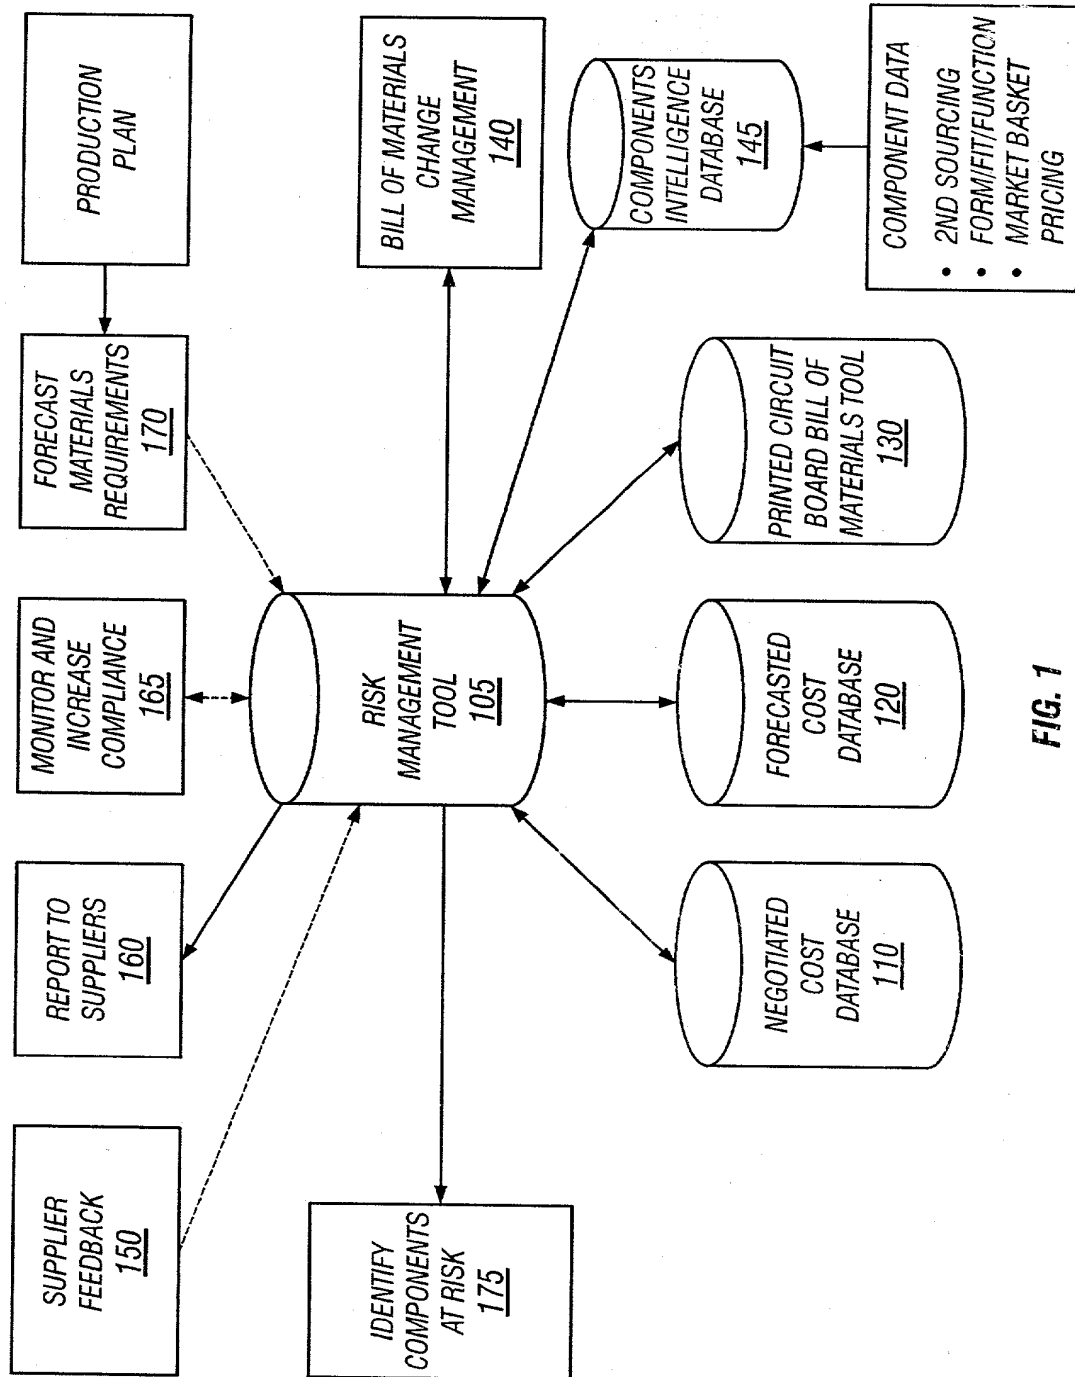 SUPPLIER
FEEDBACK
150
REPORT TO
SUPPLIERS
160
MONITOR AND
INCREASE
COMPLIANCE
165
FORECAST
MATERIALS
REQUIREMENTS
170
PRODUCTION
PLAN
IDENTIFY
COMPONENTS
AT RISK
175
RISK
MANAGEMENT
TOOL
105
BILL OF MATERIALS
CHANGE
MANAGEMENT
140
COMPONENTS
INTELLIGENCE
DATABASE
145
NEGOTIATED
COST
DATABASE
110
FORECASTED
COST
DATABASE
120
PRINTED CIRCUIT
BOARD BILL OF
MATERIALS TOOL
130
COMPONENT DATA
• 2ND SOURCING
• FORM/FIT/FUNCTION
• MARKET BASKET
PRICING
FIG. 1